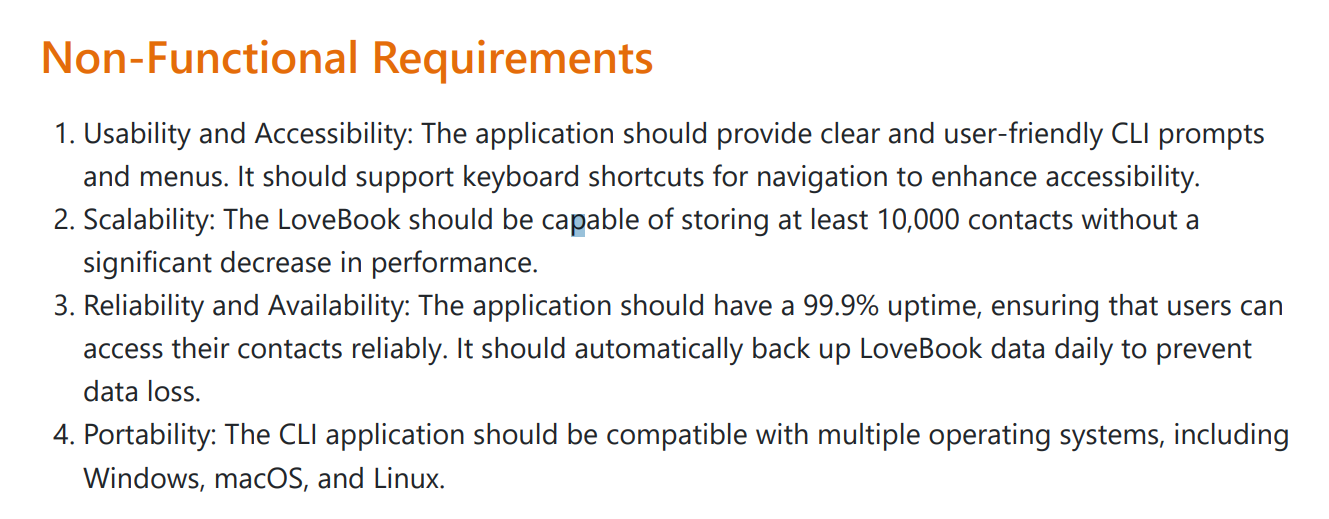 Non-Functional Requirements
1. Usability and Accessibility: The application should provide clear and user-friendly CLI prompts
and menus. It should support keyboard shortcuts for navigation to enhance accessibility.
2. Scalability: The LoveBook should be capable of storing at least 10,000 contacts without a
significant decrease in performance.
3. Reliability and Availability: The application should have a 99.9% uptime, ensuring that users can
access their contacts reliably. It should automatically back up LoveBook data daily to prevent
data loss.
4. Portability: The CLI application should be compatible with multiple operating systems, including
Windows, macOS, and Linux.